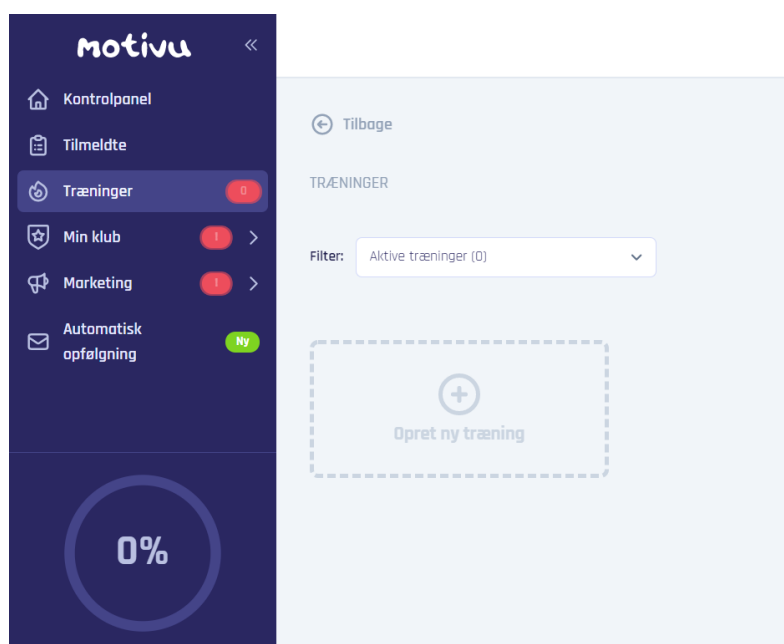 motivu
Kontrolpanel
Tilmeldte
Træninger 0
Min klub 1
Marketing 1
Automatisk
opfølgning
Ny
0%
Tilbage
TRÆNINGER
Filter: Aktive træninger (0)
Opret ny træning